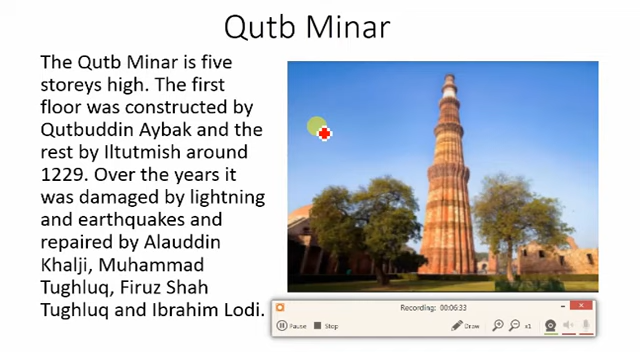 Qutb Minar
The Qutb Minar is five
storeys high. The first
floor was constructed by
Qutbuddin Aybak and the
rest by Iltutmish around
1229. Over the years it
was damaged by lightning
and earthquakes and
repaired by Alauddin
Khalji, Muhammad
Tughluq, Firuz Shah
Tughluq and Ibrahim Lodi.
Recording: 00:06:33
Pause Stop Draw x1